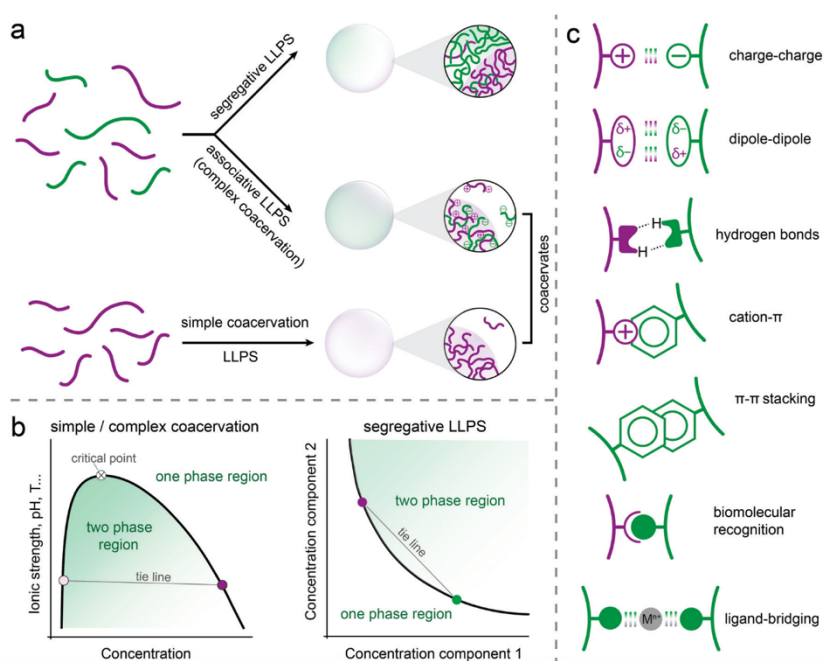 a
segregative LLPS
associative LLPS
(complex coacervation)
simple coacervation
LLPS
coacervates
b
simple / complex coacervation
critical point
one phase region
two phase
region
tie line
Ionic strength, pH, T...
Concentration
segregative LLPS
Concentration component 2
two phase region
tie line
one phase region
Concentration component 1
c
+ −
charge-charge
δ+ δ−
δ− δ+
dipole-dipole
H
H
hydrogen bonds
+
cation-π
π-π stacking
biomolecular
recognition
Mⁿ⁺
ligand-bridging